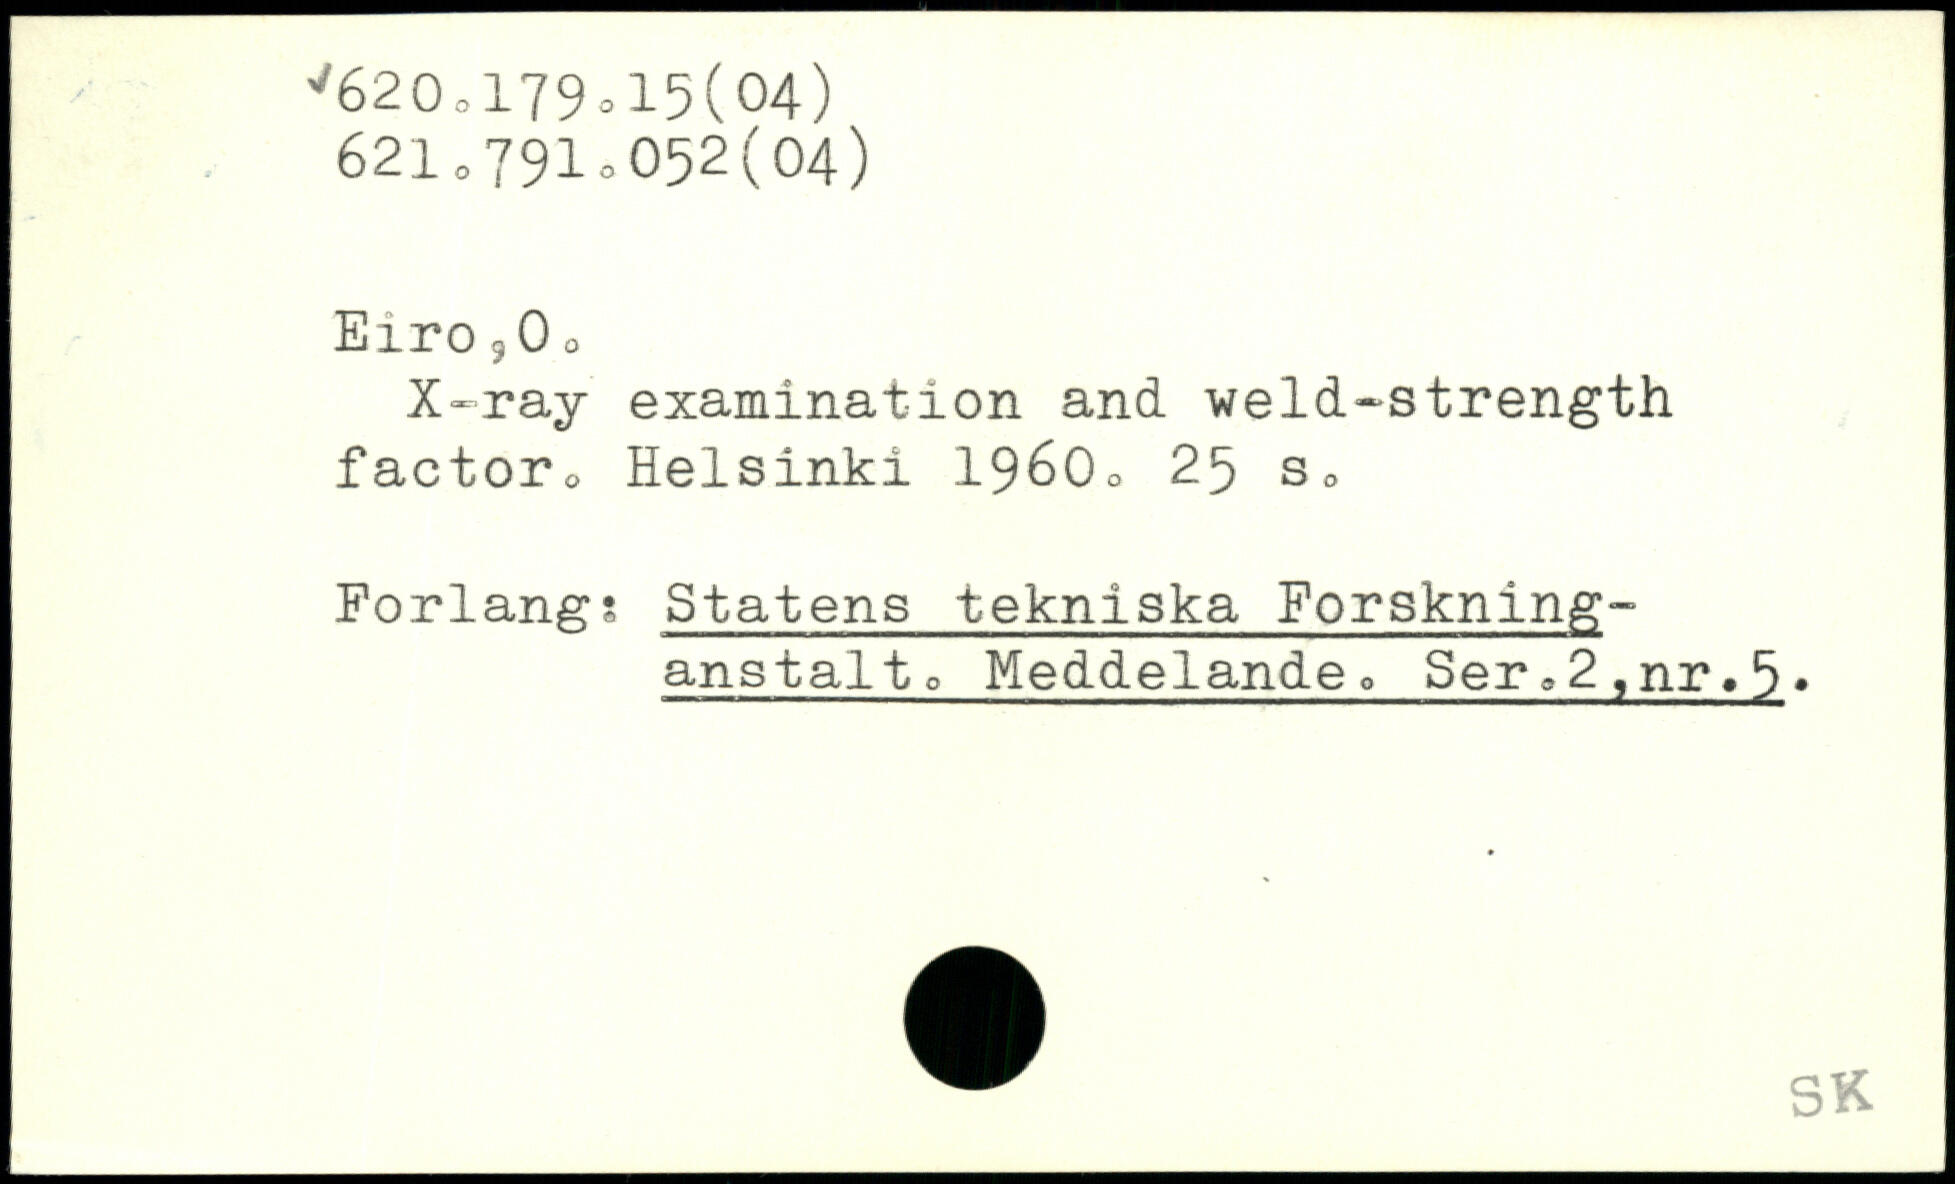 ✓620.179.15(04)
621.791.052(04)
Eiro,O.
X-ray examination and weld-strength
factor. Helsinki 1960. 25 s.
Forlang: Statens tekniska Forskning-
anstalt. Meddelande. Ser.2,nr.5.
SK